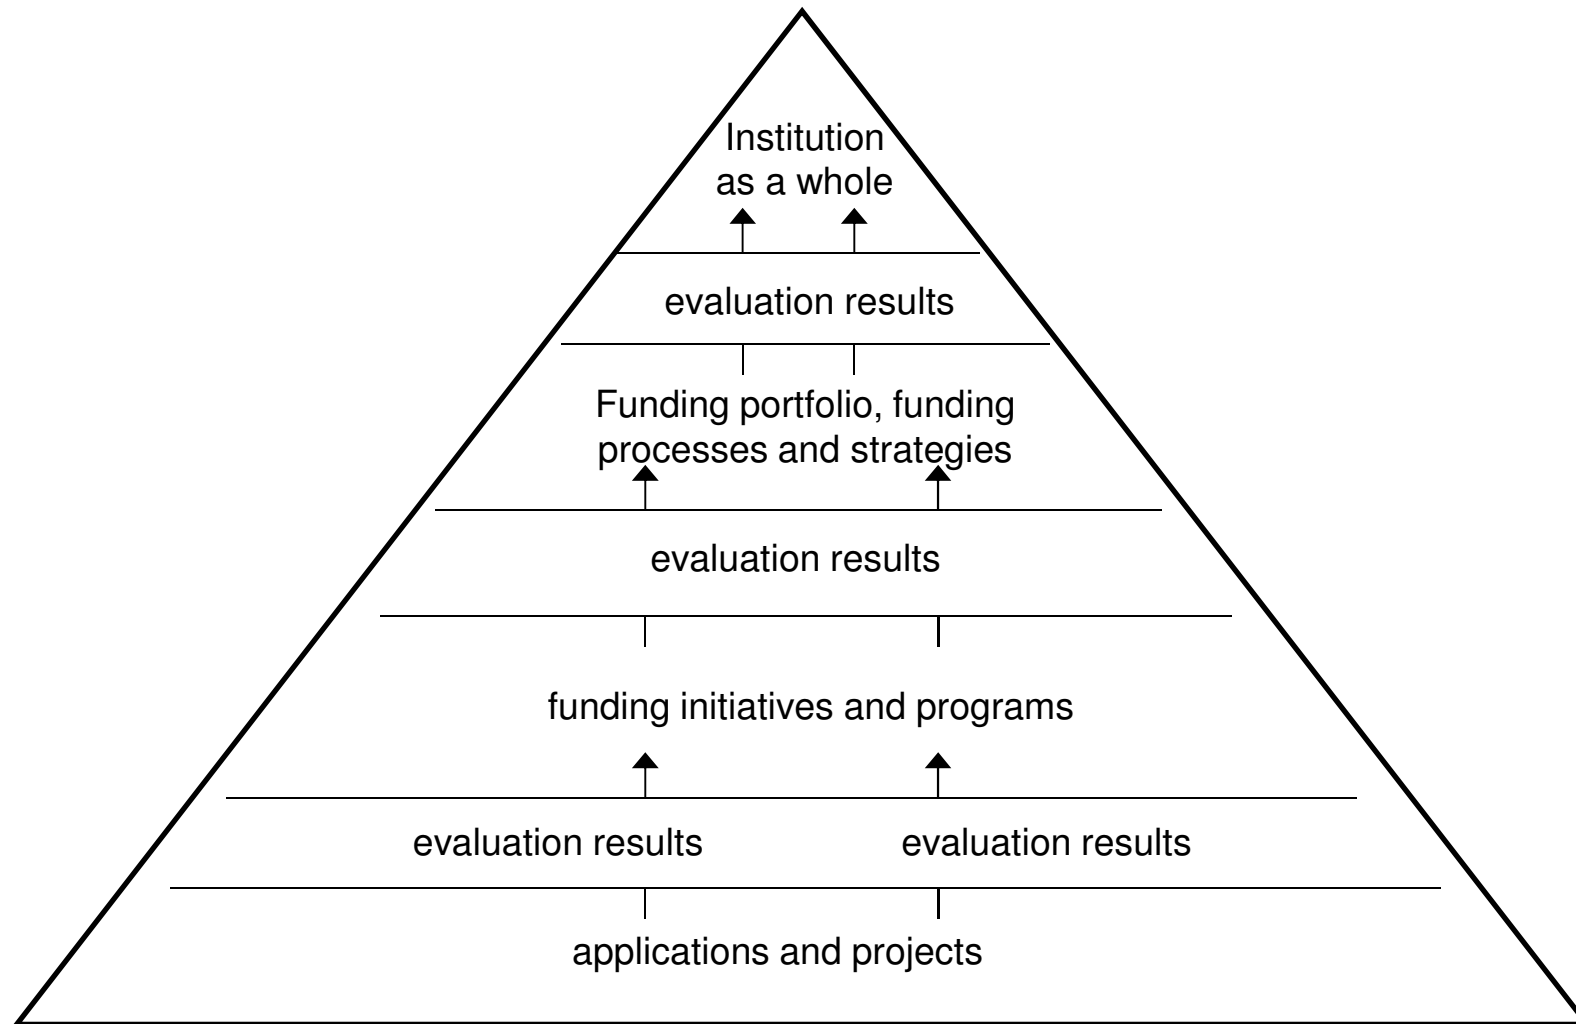 Institution
as a whole
evaluation results
Funding portfolio, funding
processes and strategies
evaluation results
funding initiatives and programs
evaluation results evaluation results
applications and projects